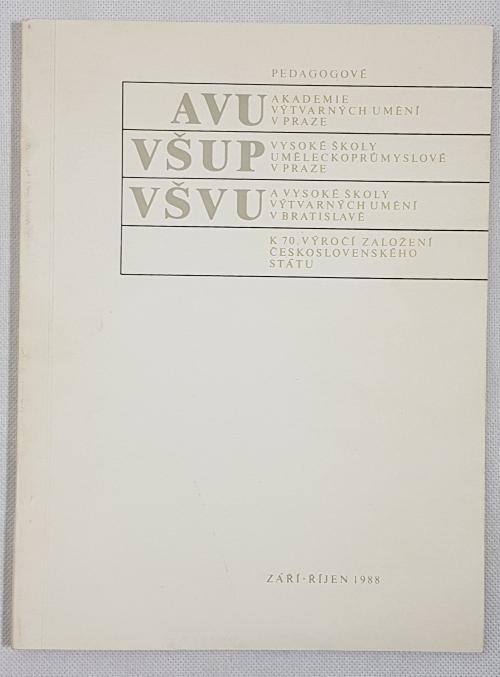 PEDAGOGOVÉ
AVU
AKADEMIE
VÝTVARNÝCH UMĚNÍ
V PRAZE
VŠUP
VYSOKÉ ŠKOLY
UMĚLECKOPRŮMYSLOVÉ
V PRAZE
VŠVU
A VYSOKÉ ŠKOLY
VÝTVARNÝCH UMĚNÍ
V BRATISLAVĚ
K 70. VÝROČÍ ZALOŽENÍ
ČESKOSLOVENSKÉHO
STÁTU
ZÁŘÍ-ŘÍJEN 1988